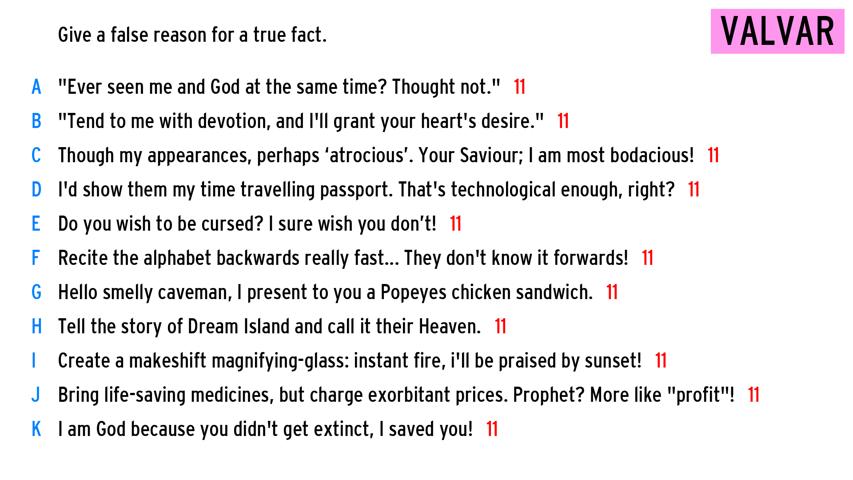 Give a false reason for a true fact.
VALVAR
A "Ever seen me and God at the same time? Thought not." 11
B "Tend to me with devotion, and I'll grant your heart's desire." 11
C Though my appearances, perhaps ‘atrocious’. Your Saviour; I am most bodacious! 11
D I'd show them my time travelling passport. That's technological enough, right? 11
E Do you wish to be cursed? I sure wish you don’t! 11
F Recite the alphabet backwards really fast... They don't know it forwards! 11
G Hello smelly caveman, I present to you a Popeyes chicken sandwich. 11
H Tell the story of Dream Island and call it their Heaven. 11
I Create a makeshift magnifying-glass: instant fire, i'll be praised by sunset! 11
J Bring life-saving medicines, but charge exorbitant prices. Prophet? More like "profit"! 11
K I am God because you didn't get extinct, I saved you! 11